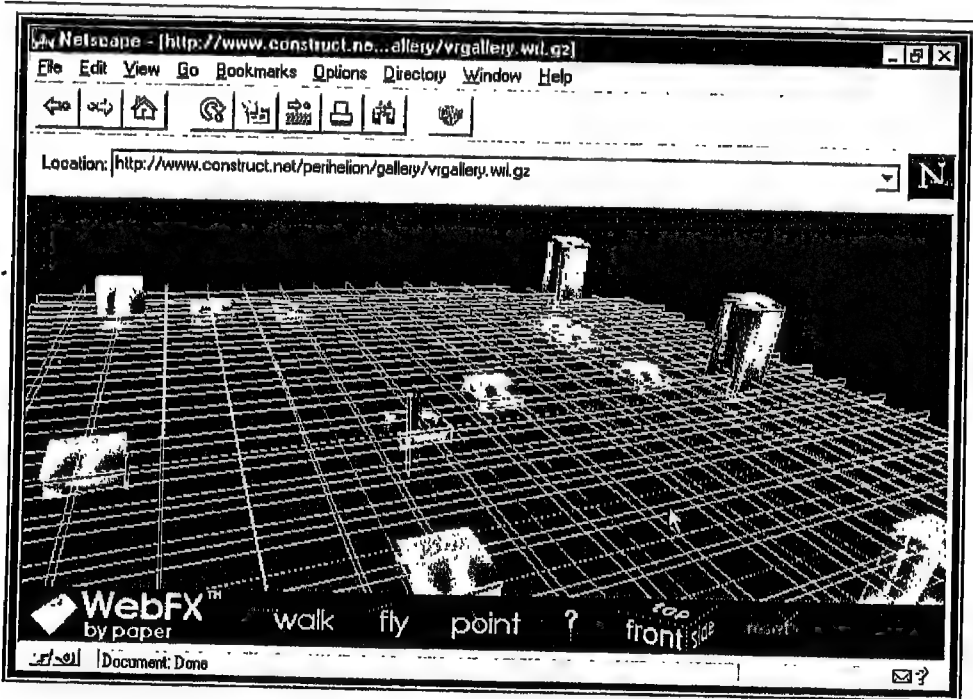 Netscape - [http://www.construct.ne...allery/vrgallery.wrl.gz]
File Edit View Go Bookmarks Options Directory Window Help
Location: http://www.construct.net/perihelion/gallery/vrgallery.wrl.gz
N
WebFX™ walk fly point ? top front side
by paper
Document: Done
?